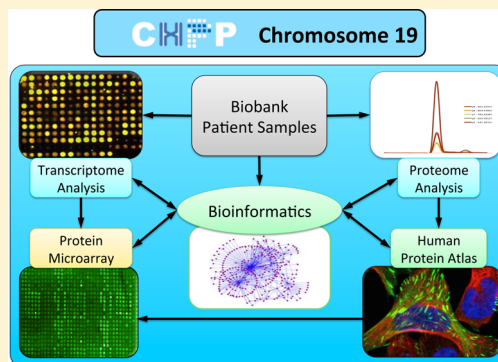 CHPP Chromosome 19
Biobank
Patient Samples
Transcriptome
Analysis
Proteome
Analysis
Bioinformatics
Protein
Microarray
Human
Protein Atlas